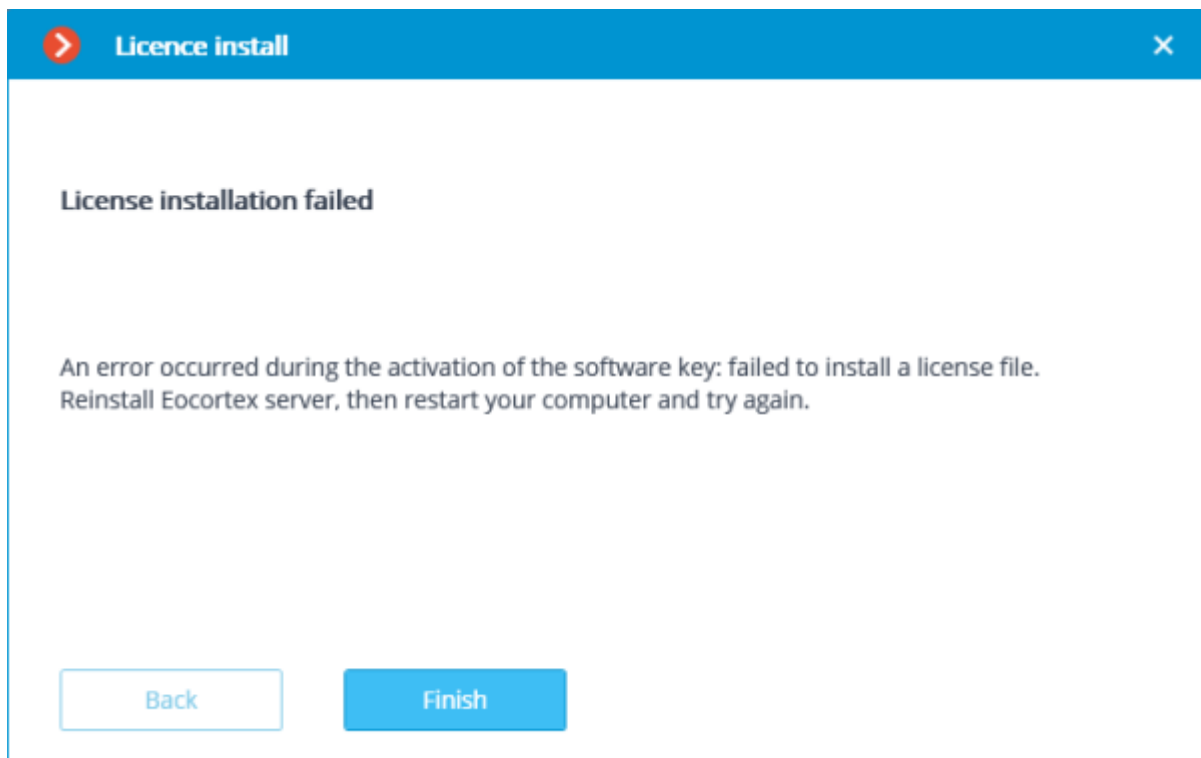 Licence install
License installation failed
An error occurred during the activation of the software key: failed to install a license file.
Reinstall Eocortex server, then restart your computer and try again.
Back
Finish